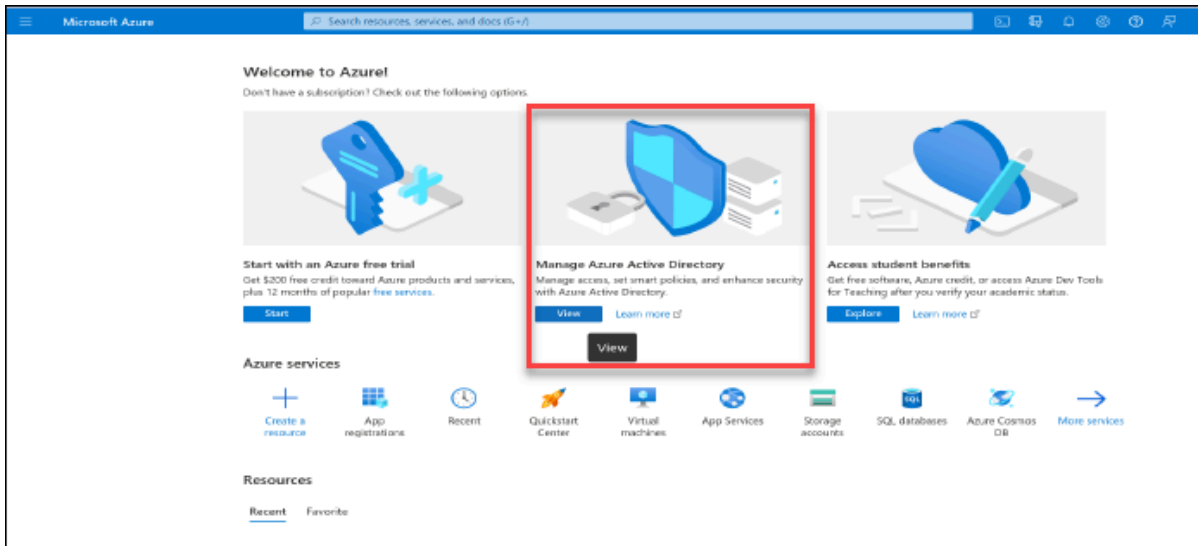 Microsoft Azure
Search resources, services, and docs (G+/)
Welcome to Azure!
Don't have a subscription? Check out the following options.
Start with an Azure free trial
Get $200 free credit toward Azure products and services,
plus 12 months of popular free services.
Start
Manage Azure Active Directory
Manage access, set smart policies, and enhance security
with Azure Active Directory.
View Learn more
View
Access student benefits
Get free software, Azure credit, or access Azure Dev Tools
for Teaching after you verify your academic status.
Explore Learn more
Azure services
Create a
resource
App
registrations
Recent
Quickstart
Center
Virtual
machines
App Services
Storage
accounts
SQL
SQL databases
Azure Cosmos
DB
More services
Resources
Recent Favorite